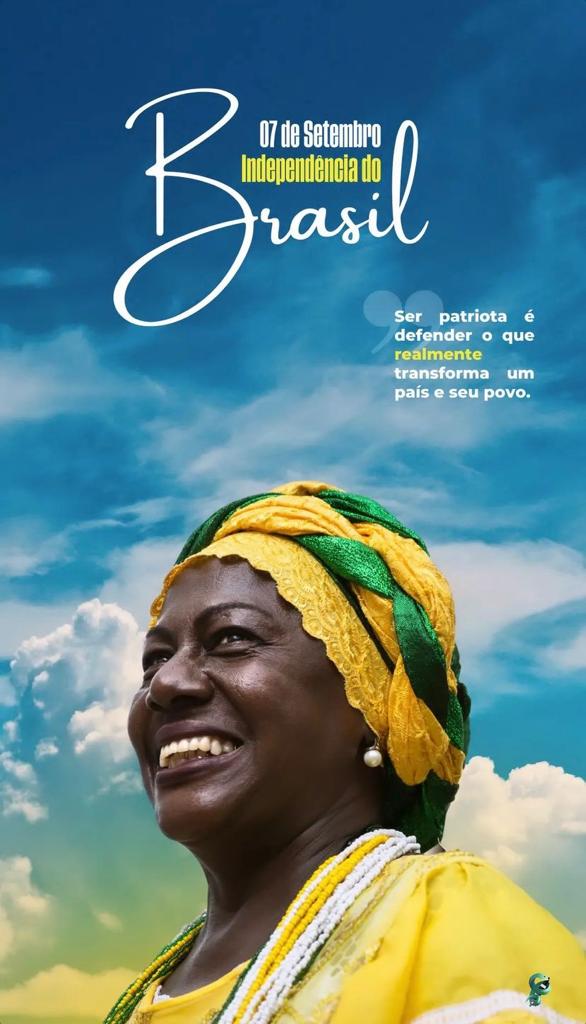 07 de Setembro
Independência do
Brasil
Ser patriota é
defender o que
realmente
transforma um
país e seu povo.